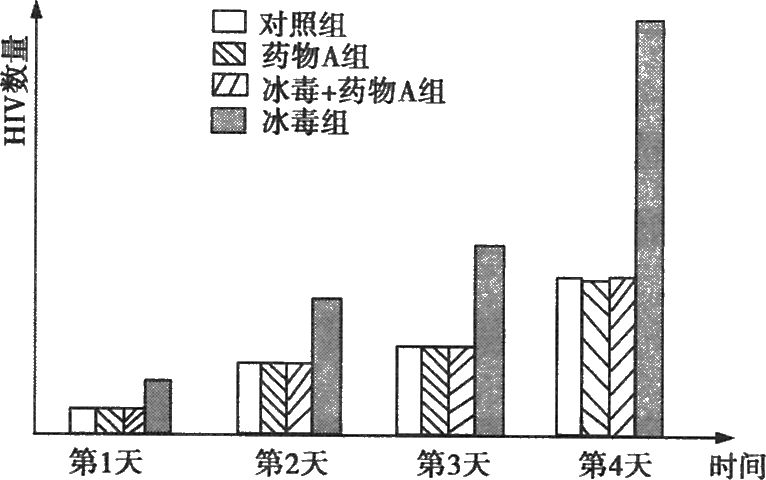 HIV数量
对照组
药物A组
冰毒+药物A组
冰毒组
第1天 第2天 第3天 第4天 时间